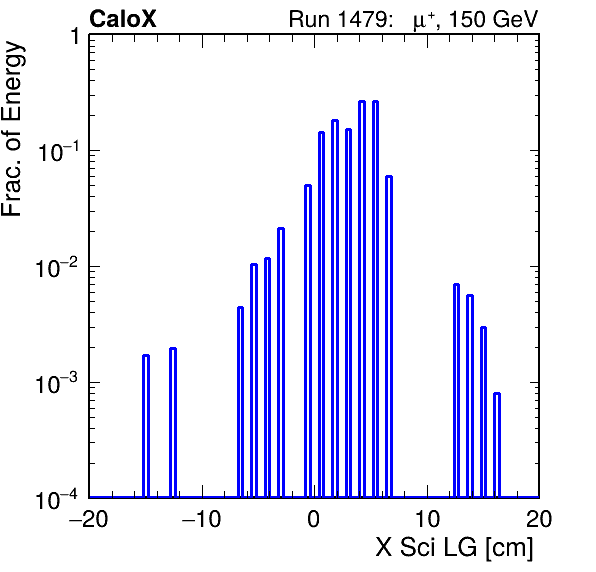 CaloX Run 1479: μ⁺, 150 GeV
Frac. of Energy
1
10⁻¹
10⁻²
10⁻³
10⁻⁴
−20 −10 0 10 20
X Sci LG [cm]